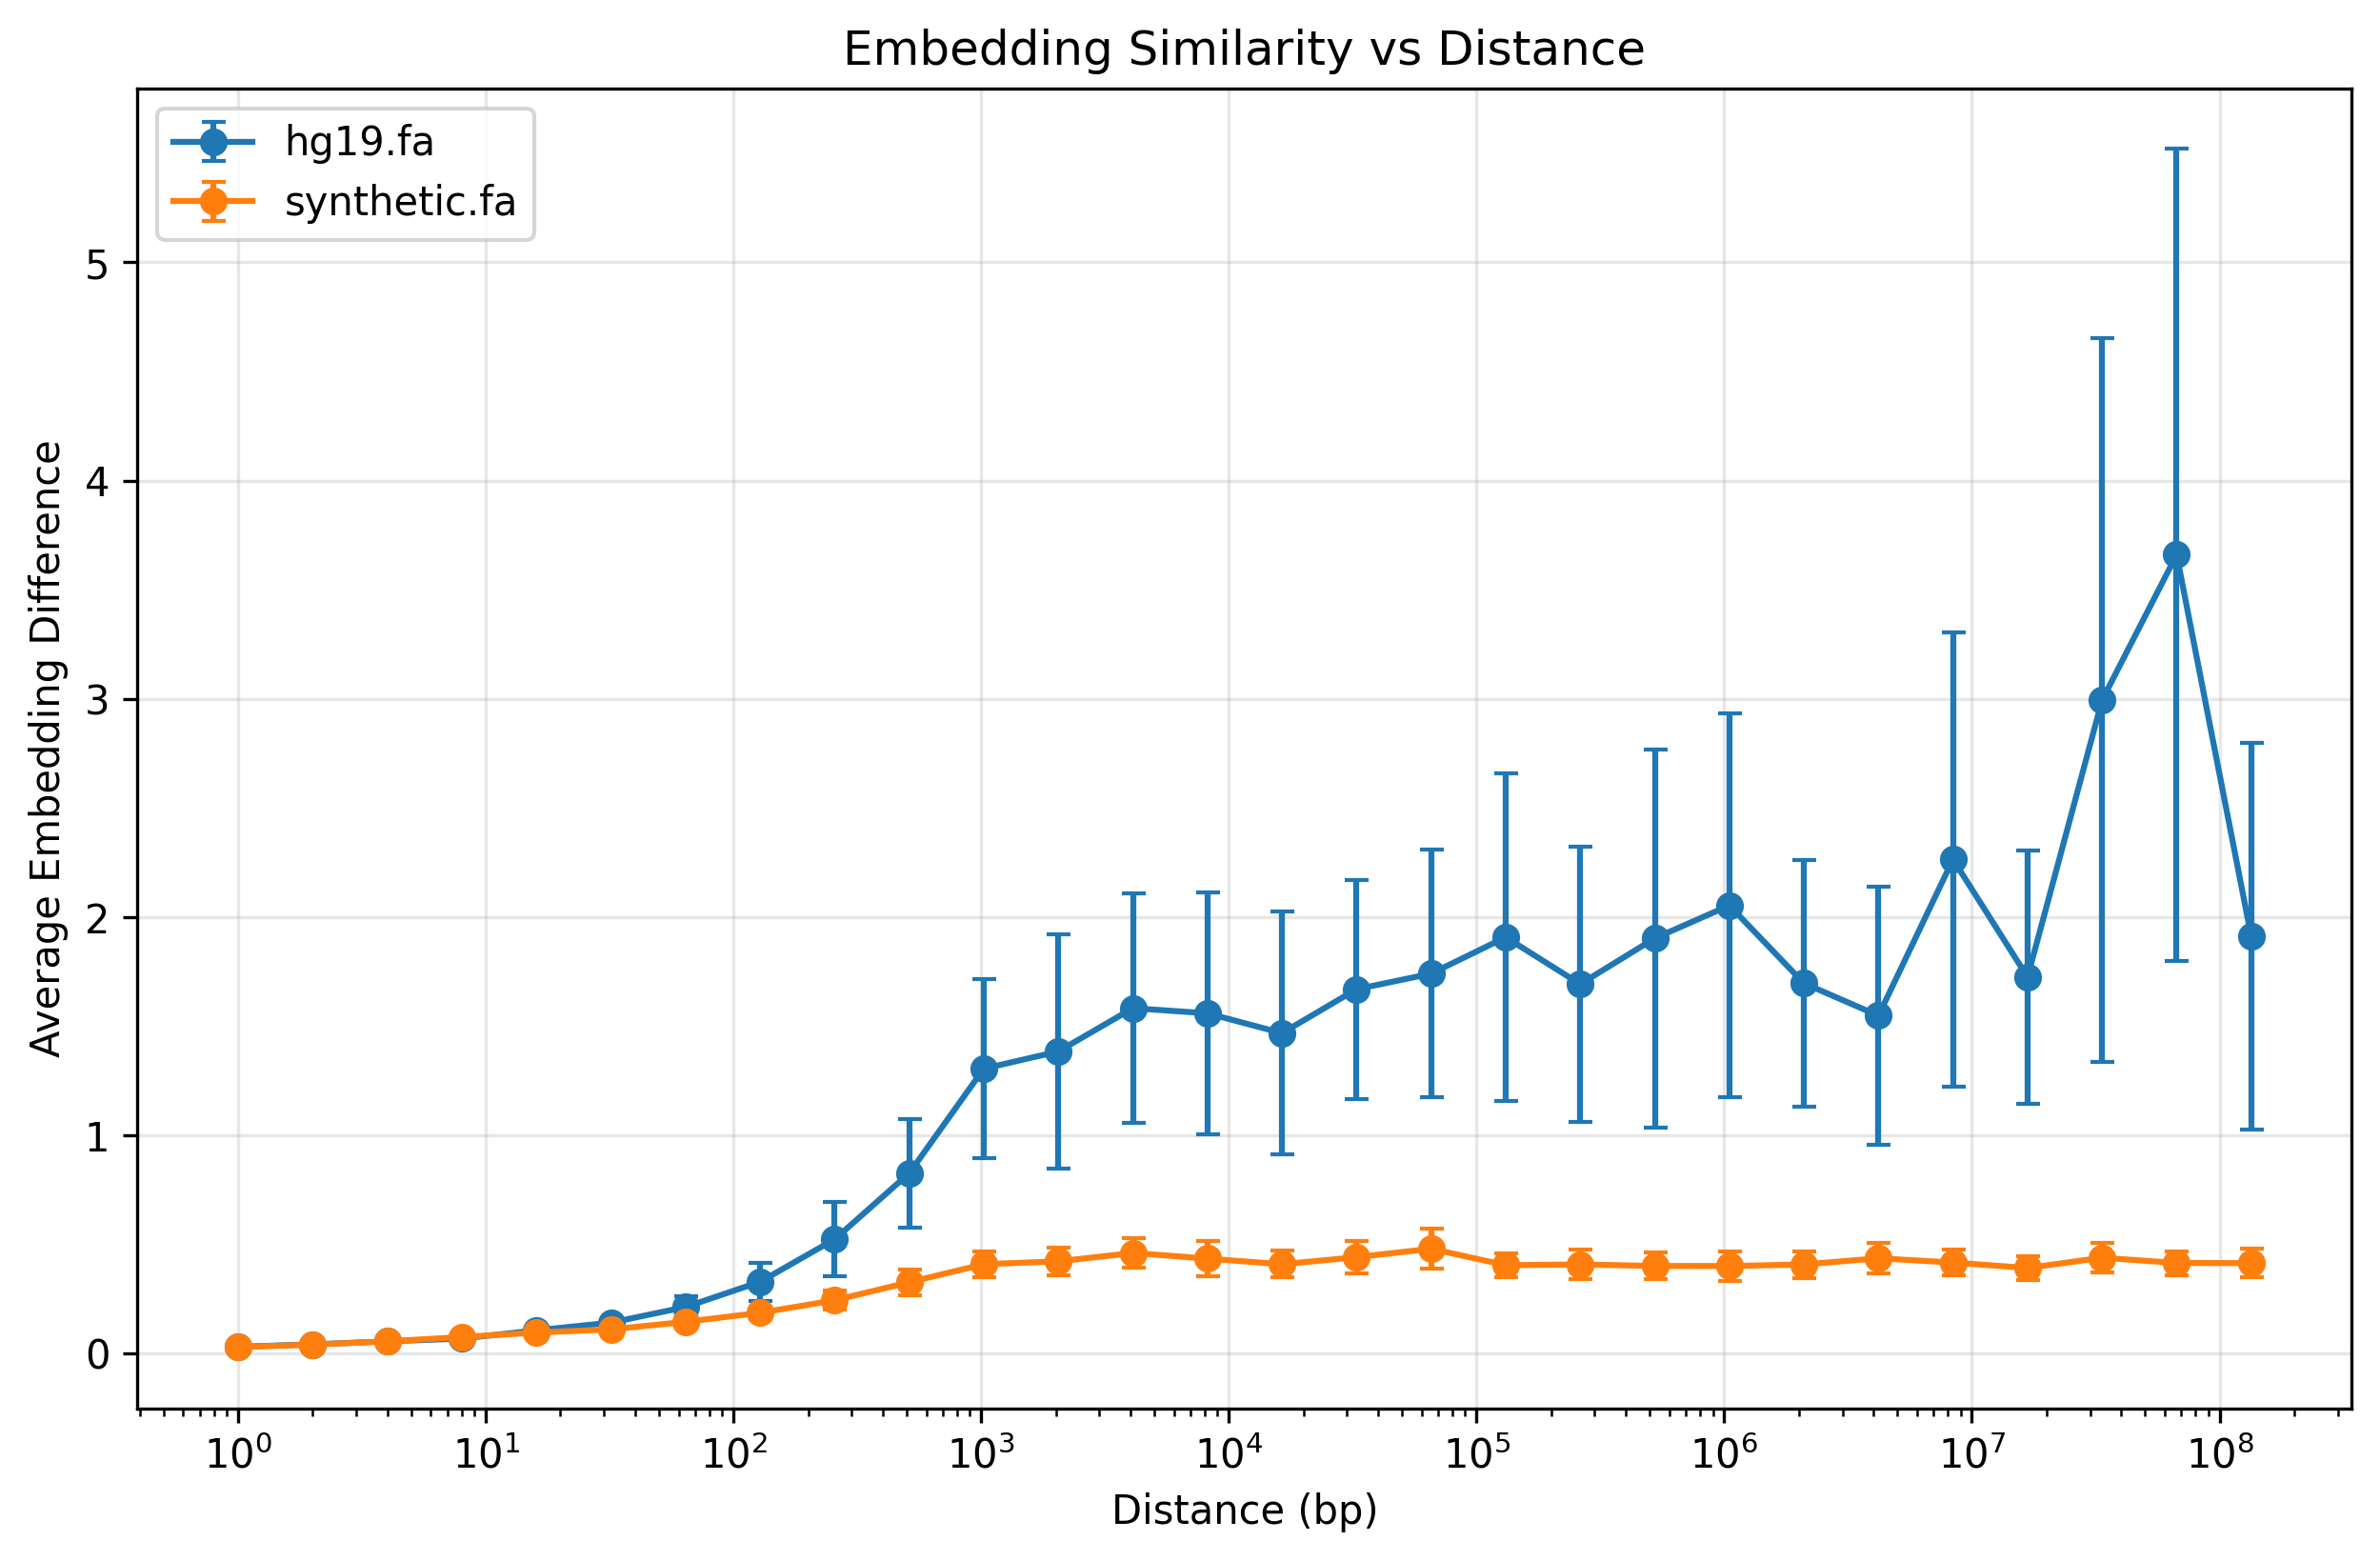 Embedding Similarity vs Distance
hg19.fa
synthetic.fa
Average Embedding Difference
5
4
3
2
1
0
10⁰ 10¹ 10² 10³ 10⁴ 10⁵ 10⁶ 10⁷ 10⁸
Distance (bp)